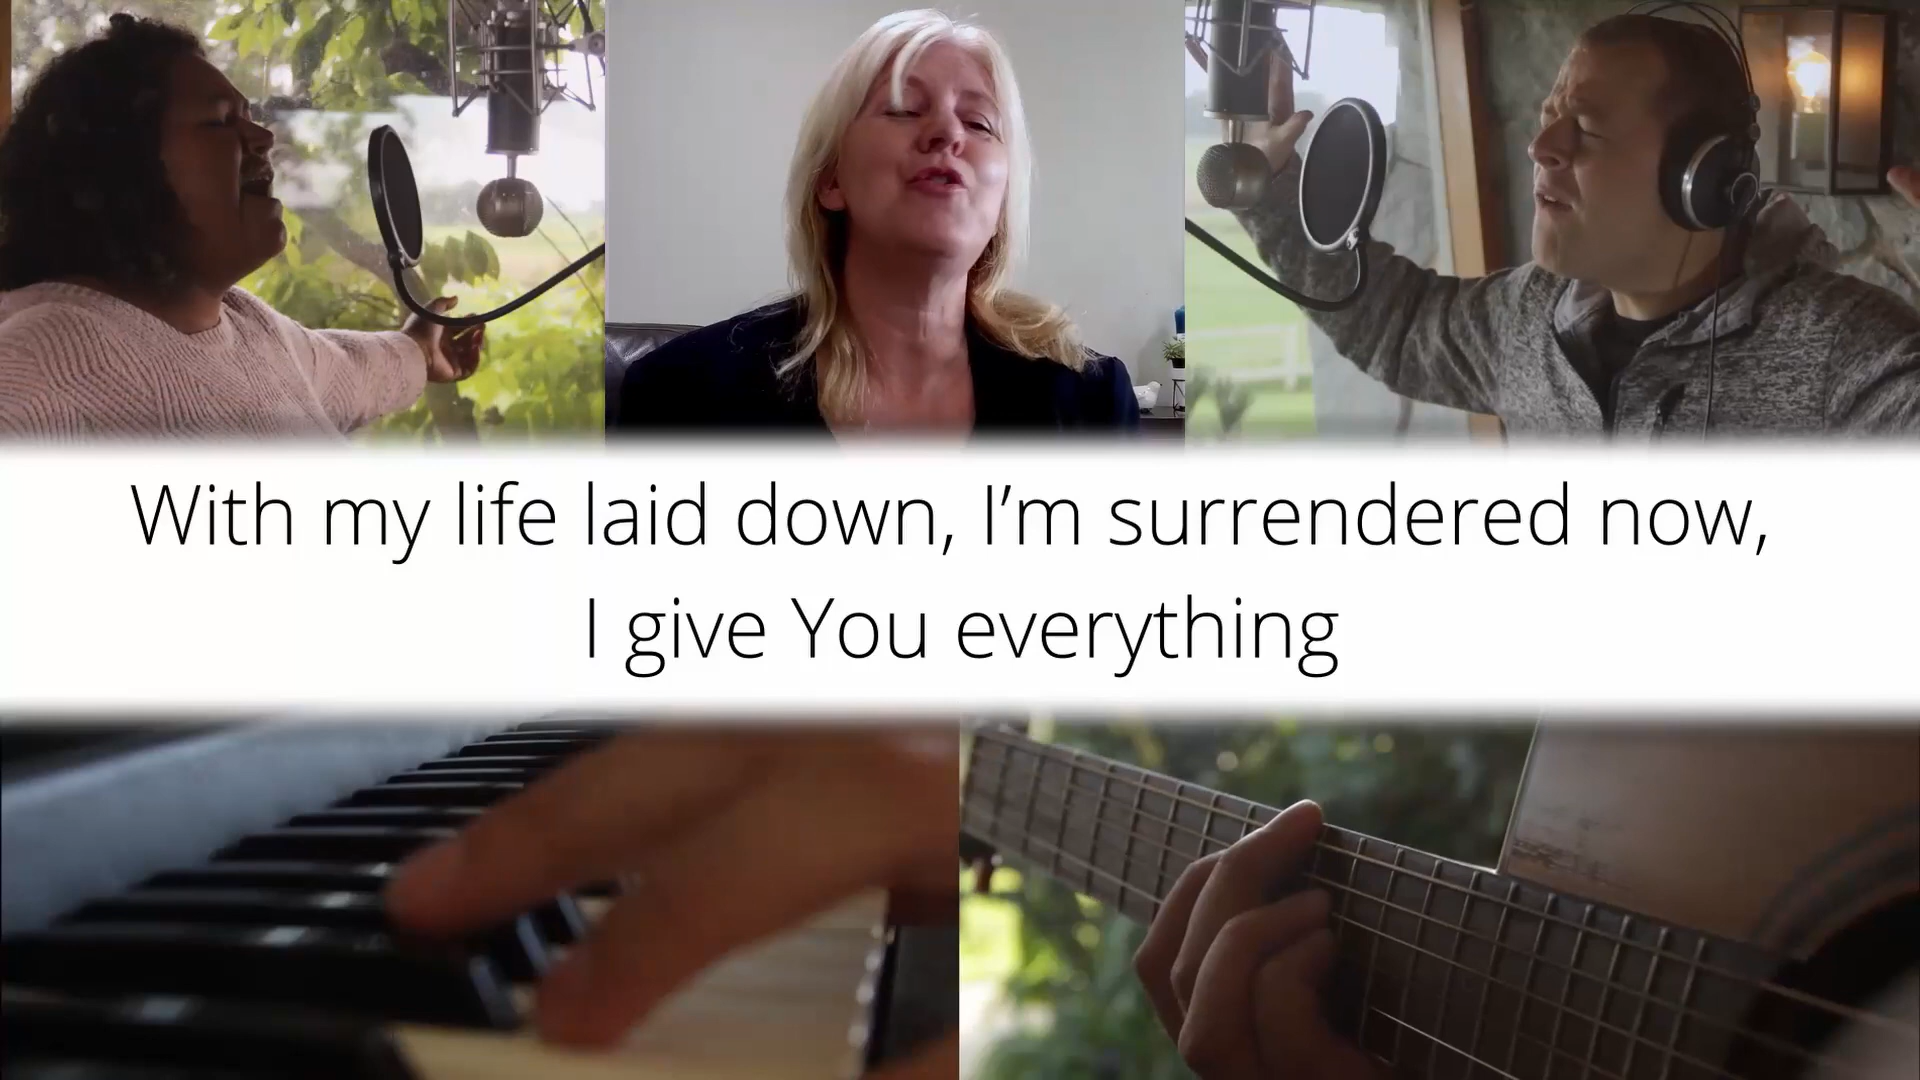 With my life laid down, I’m surrendered now,
I give You everything